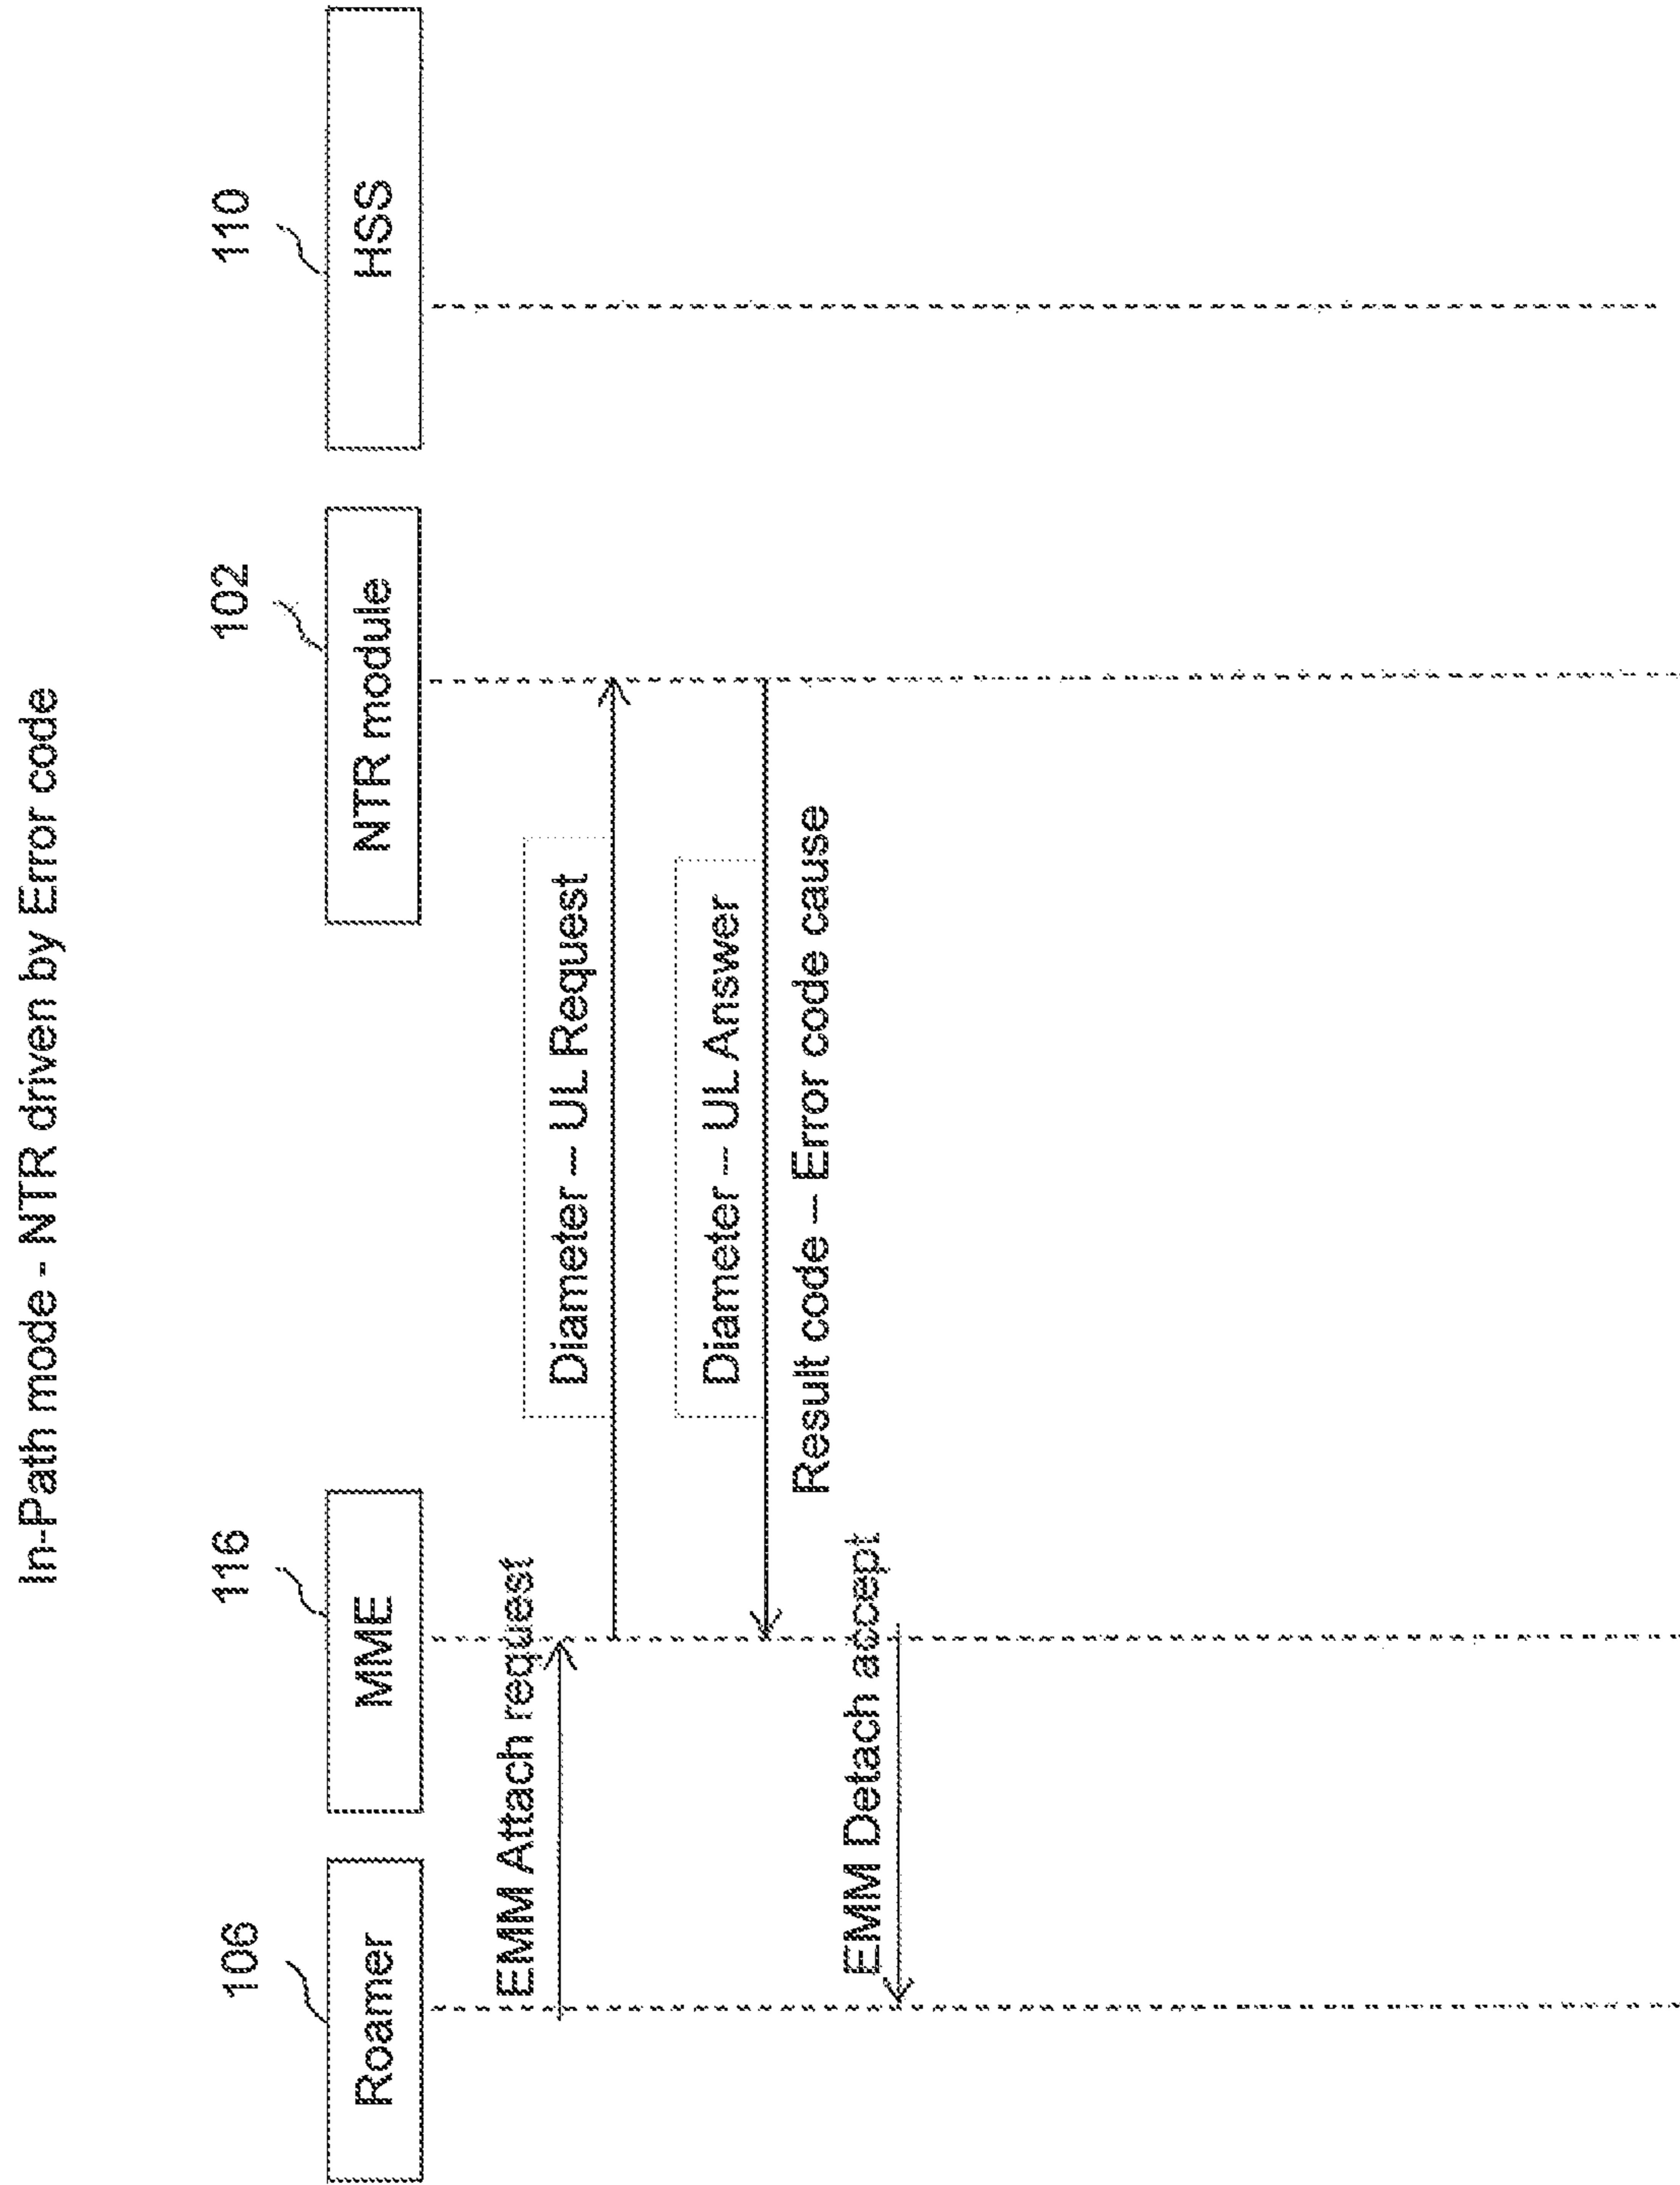 In-Path mode - NTR driven by Error code
106
116
102
110
Roamer
MME
NTR module
HSS
EMM Attach request
Diameter – UL Request
Diameter – UL Answer
Result code – Error code cause
EMM Detach accept